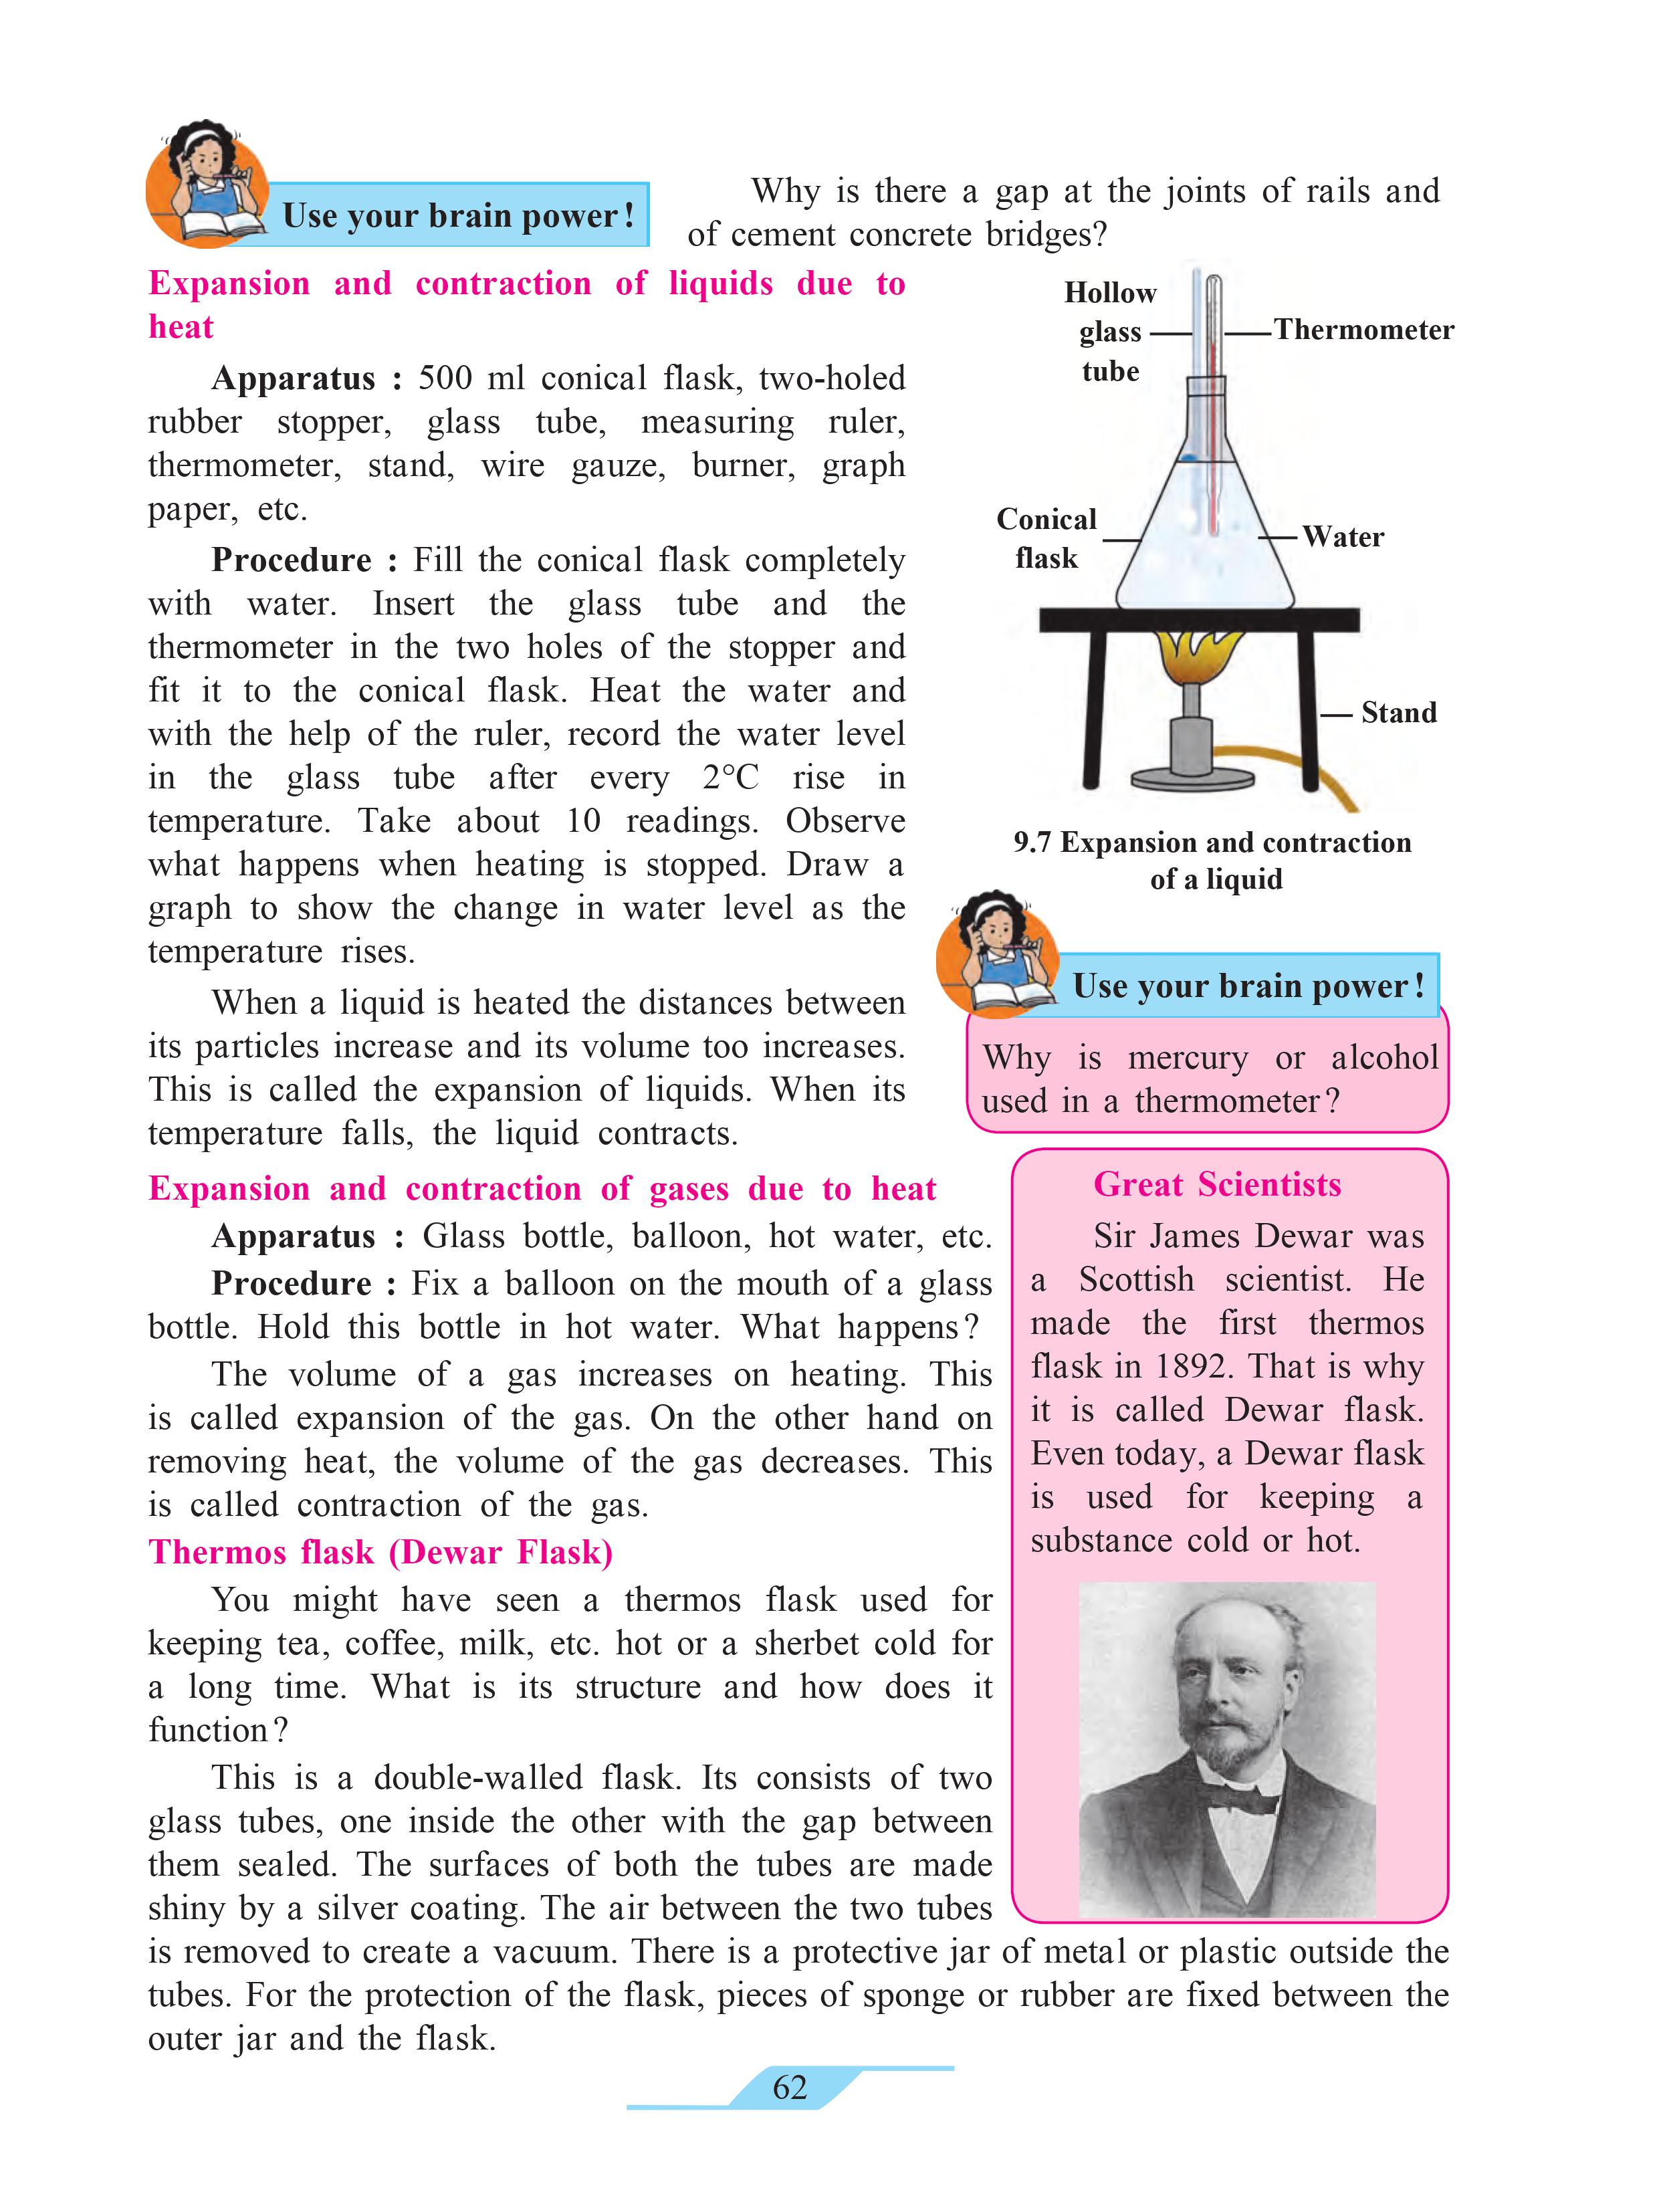 Use your brain power!
Why is there a gap at the joints of rails and
of cement concrete bridges?
Expansion and contraction of liquids due to
heat
Apparatus : 500 ml conical flask, two-holed
rubber stopper, glass tube, measuring ruler,
thermometer, stand, wire gauze, burner, graph
paper, etc.
Procedure : Fill the conical flask completely
with water. Insert the glass tube and the
thermometer in the two holes of the stopper and
fit it to the conical flask. Heat the water and
with the help of the ruler, record the water level
in the glass tube after every 2°C rise in
temperature. Take about 10 readings. Observe
what happens when heating is stopped. Draw a
graph to show the change in water level as the
temperature rises.
When a liquid is heated the distances between
its particles increase and its volume too increases.
This is called the expansion of liquids. When its
temperature falls, the liquid contracts.
Hollow
glass
tube
Thermometer
Conical
flask
Water
Stand
9.7 Expansion and contraction
of a liquid
Use your brain power!
Why is mercury or alcohol
used in a thermometer?
Expansion and contraction of gases due to heat
Apparatus : Glass bottle, balloon, hot water, etc.
Procedure : Fix a balloon on the mouth of a glass
bottle. Hold this bottle in hot water. What happens?
The volume of a gas increases on heating. This
is called expansion of the gas. On the other hand on
removing heat, the volume of the gas decreases. This
is called contraction of the gas.
Great Scientists
Sir James Dewar was
a Scottish scientist. He
made the first thermos
flask in 1892. That is why
it is called Dewar flask.
Even today, a Dewar flask
is used for keeping a
substance cold or hot.
Thermos flask (Dewar Flask)
You might have seen a thermos flask used for
keeping tea, coffee, milk, etc. hot or a sherbet cold for
a long time. What is its structure and how does it
function?
This is a double-walled flask. Its consists of two
glass tubes, one inside the other with the gap between
them sealed. The surfaces of both the tubes are made
shiny by a silver coating. The air between the two tubes
is removed to create a vacuum. There is a protective jar of metal or plastic outside the
tubes. For the protection of the flask, pieces of sponge or rubber are fixed between the
outer jar and the flask.
62